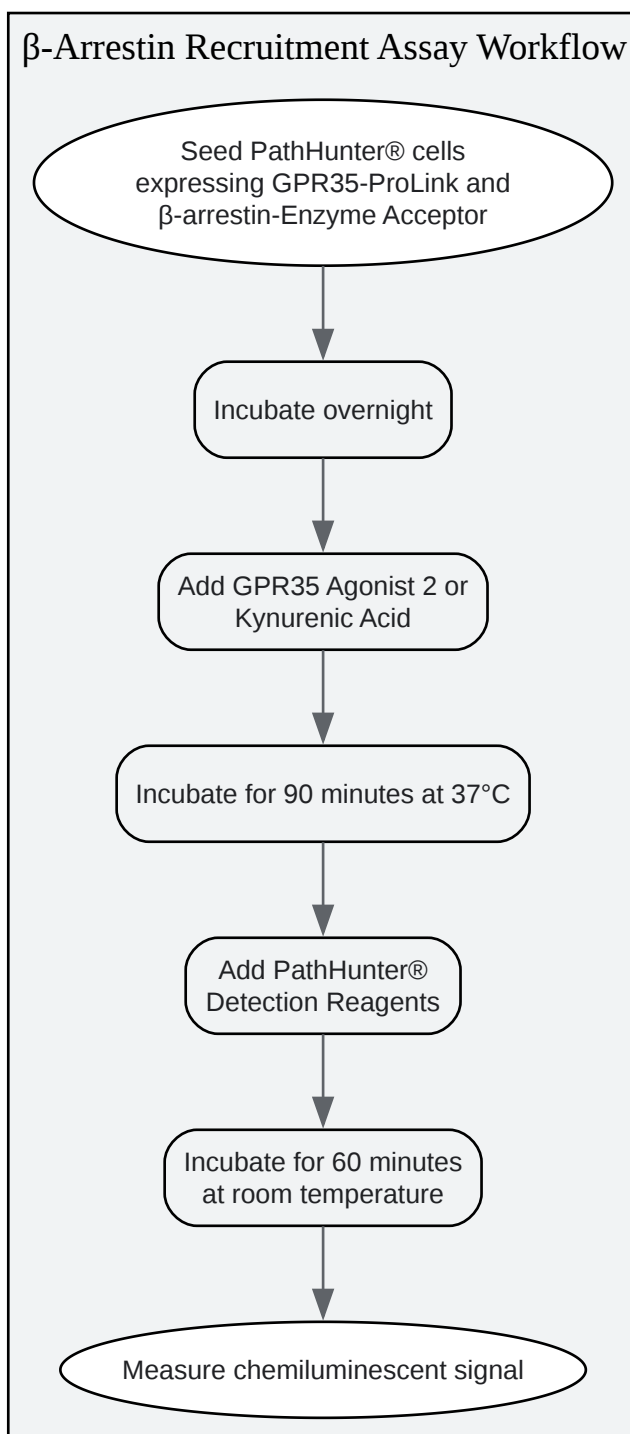 β-Arrestin Recruitment Assay Workflow
Seed PathHunter® cells
expressing GPR35-ProLink and
β-arrestin-Enzyme Acceptor
Incubate overnight
Add GPR35 Agonist 2 or
Kynurenic Acid
Incubate for 90 minutes at 37°C
Add PathHunter®
Detection Reagents
Incubate for 60 minutes
at room temperature
Measure chemiluminescent signal